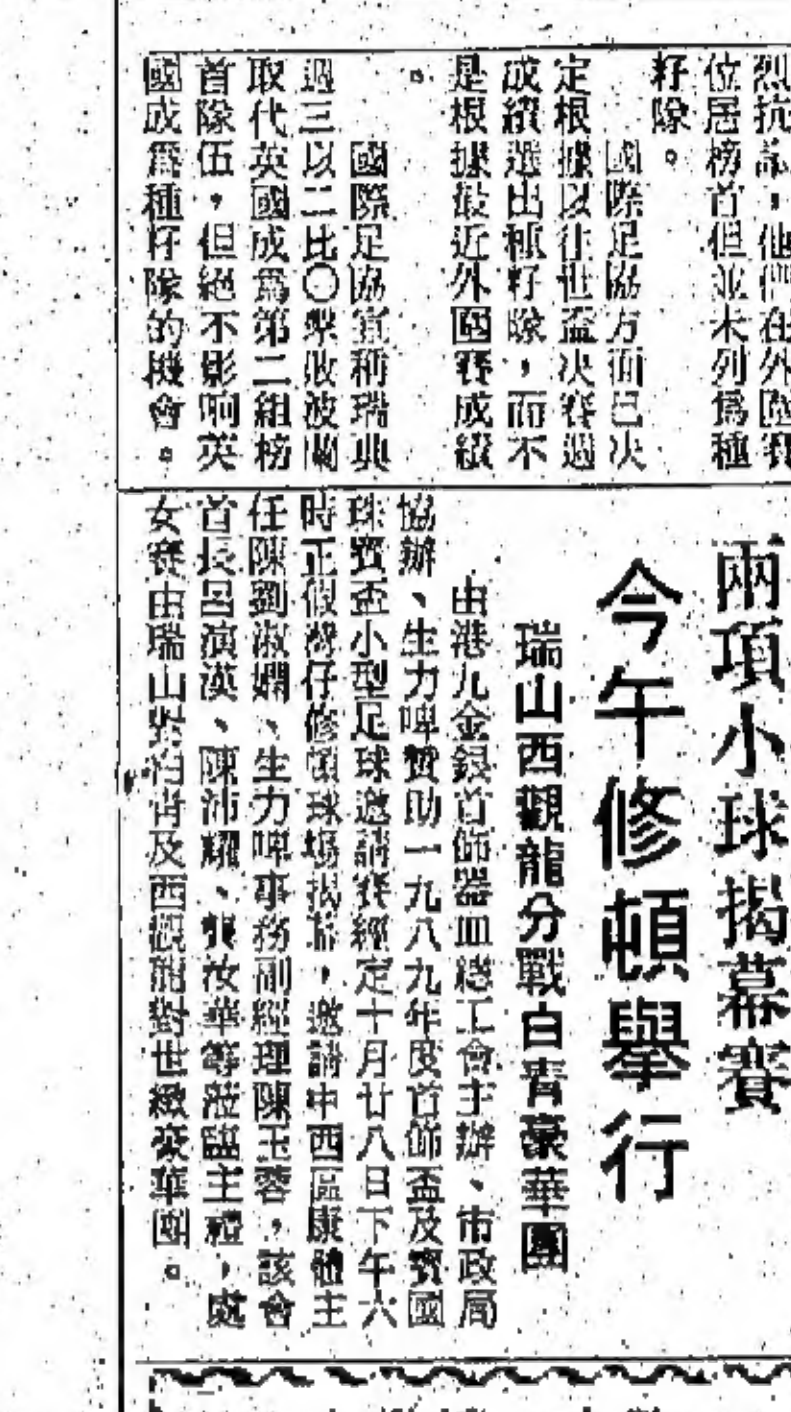 烈抗議，他們在外圍賽
位居榜首但並未列爲種
籽隊。
國際足協方面已决
定根據以往世盃决賽週
成績選出種籽隊，而不
是根據最近外圍賽成績
。
國際足協宣稱瑞典
週三以二比〇擊敗波蘭
取代英國成爲第二組榜
首隊伍，但絕不影响英
國成爲種籽隊的機會。
兩項小球揭幕賽
今午修頓舉行
瑞山西觀龍分戰白青豪華團
由港九金銀首飾器皿總工會主辦、市政局
協辦、生力啤贊助一九八九年度首飾盃及寶國
珠寶盃小型足球邀請賽經定十月廿八日下午六
時正假灣仔修頓球場揭幕，邀請中西區康體主
任陳劉淑嫻、生力啤事務副經理陳玉蓉，該會
首長呂演漢、陳沛耀、龔汝華等蒞臨主禮，處
女賽由瑞山對白青及西觀龍對世緻豪華團。